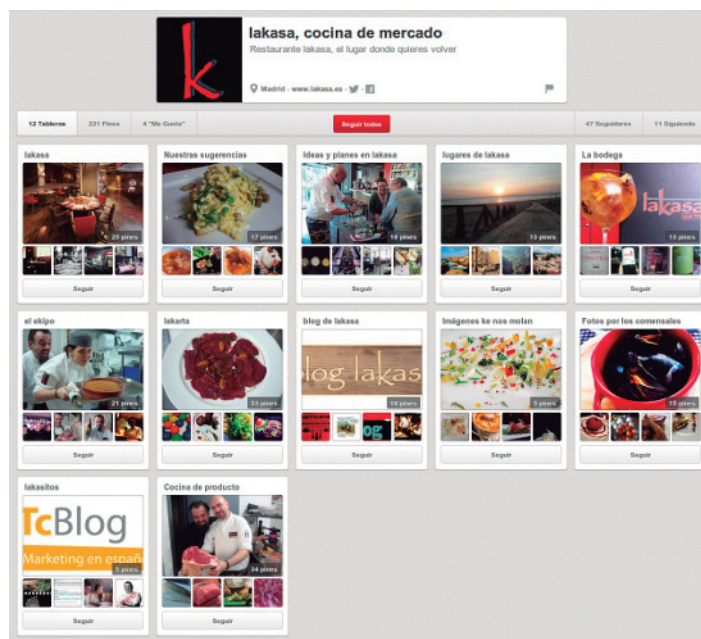 k
lakasa, cocina de mercado
Restaurante lakasa, el lugar donde quieres volver
Madrid · www.lakasa.es ·
12 Tableros 221 Pines 4 "Me Gusta" Seguir todos 47 Seguidores 11 Siguiendo
lakasa Nuestras sugerencias Ideas y planes en lakasa lugares de lakasa La bodega
lakasa
25 pines 17 pines 16 pines 13 pines 13 pines
Seguir Seguir Seguir Seguir Seguir
el ekipo lakarta blog de lakasa Imágenes ke nos molan Fotos por los comensales
log lakas
21 pines 33 pines 19 pines 5 pines 15 pines
og
Seguir Seguir Seguir Seguir Seguir
lakasitos Cocina de producto
TcBlog
Marketing en españ
5 pines 34 pines
Seguir Seguir